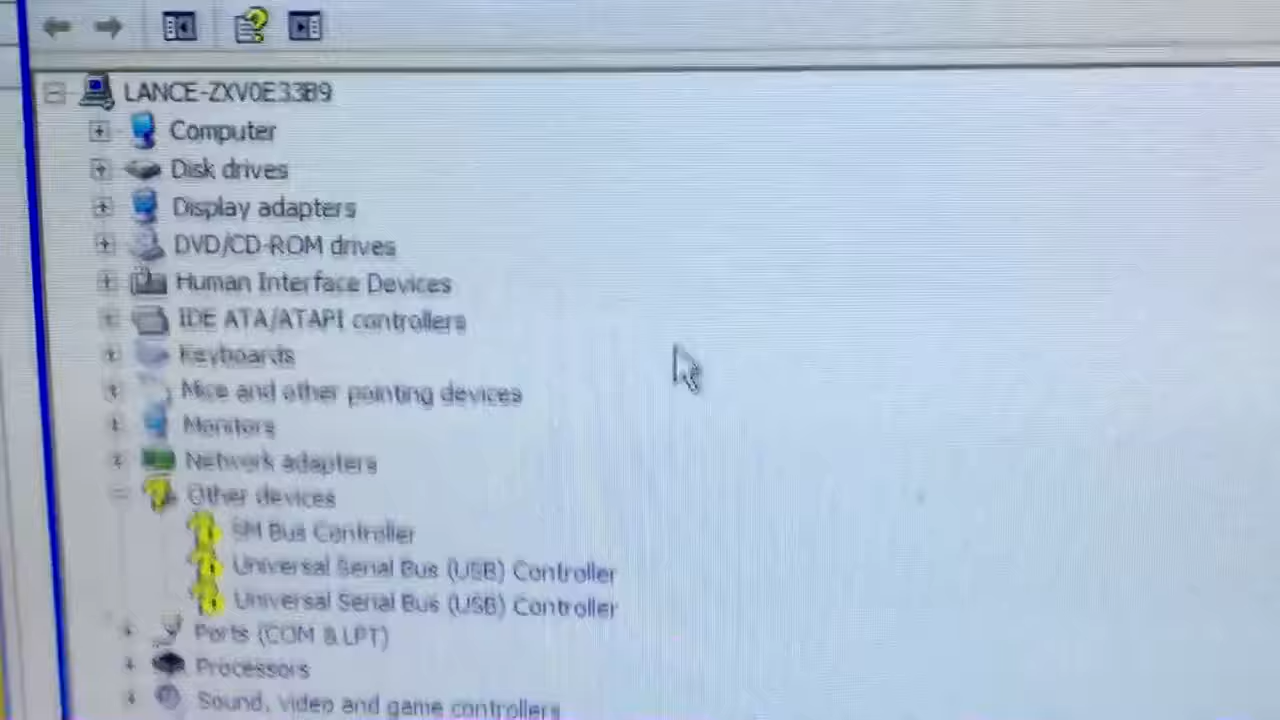 LANCE-ZXV0E33B9
Computer
Disk drives
Display adapters
DVD/CD-ROM drives
Human Interface Devices
IDE ATA/ATAPI controllers
Keyboards
Mice and other pointing devices
Monitors
Network adapters
Other devices
SM Bus Controller
Universal Serial Bus (USB) Controller
Universal Serial Bus (USB) Controller
Ports (COM & LPT)
Processors
Sound, video and game controllers